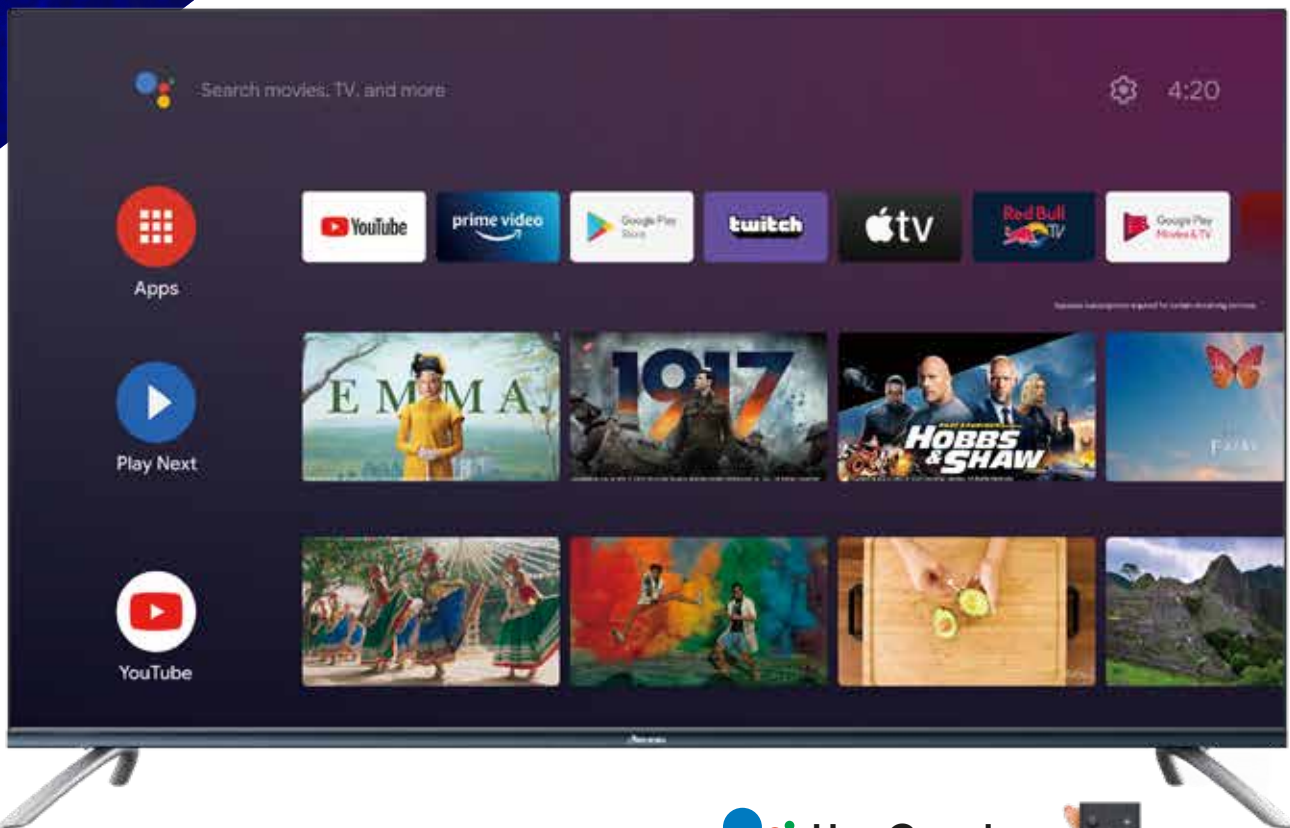 Search movies, TV, and more
4:20
Apps
YouTube
prime video
Google Play
Store
twitch
tv
Red Bull
TV
Google Play
Movies & TV
Play Next
EMMA.
1917
HOBBS
& SHAW
YouTube